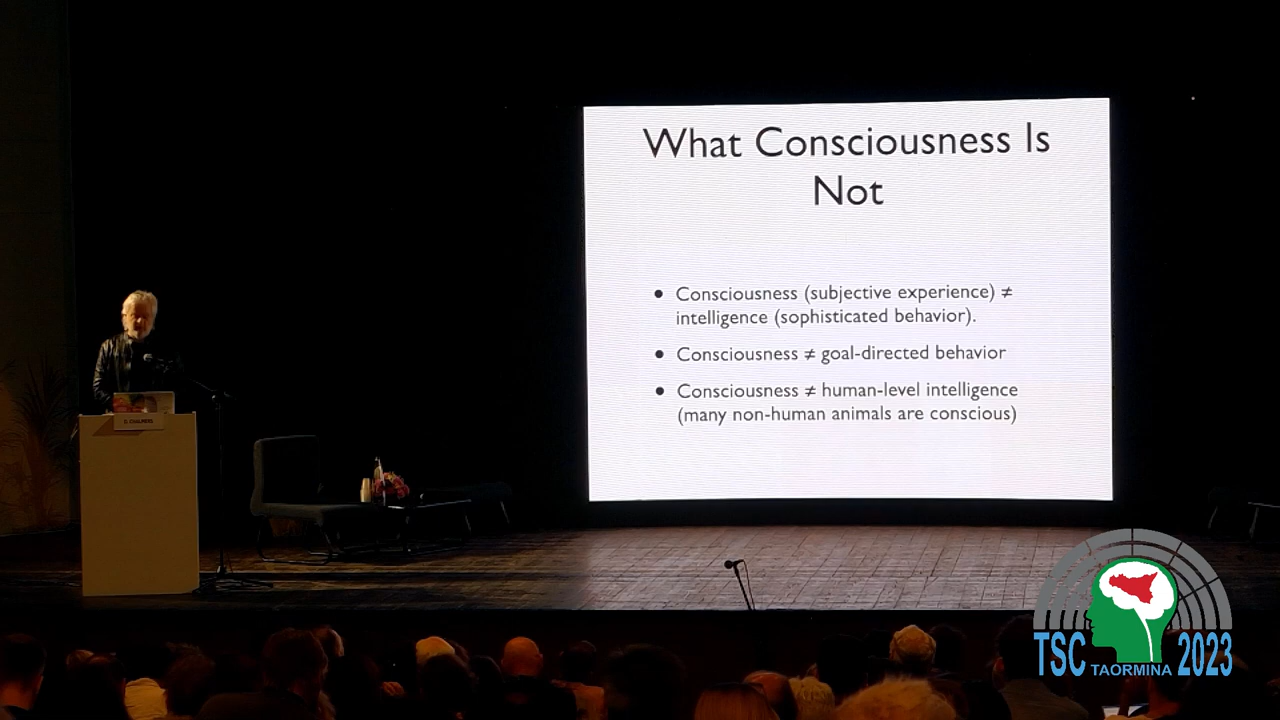 What Consciousness Is
Not
• Consciousness (subjective experience) ≠
intelligence (sophisticated behavior).
• Consciousness ≠ goal-directed behavior
• Consciousness ≠ human-level intelligence
(many non-human animals are conscious)
D. CHALMERS
TSC TAORMINA 2023